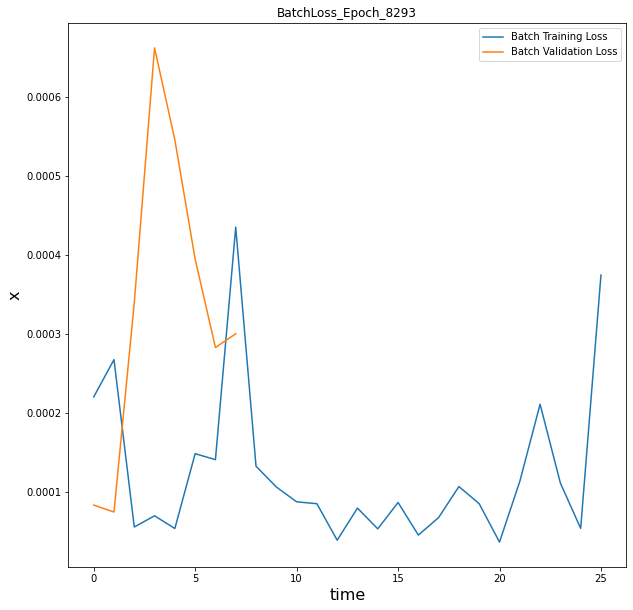 BatchLoss_Epoch_8293
Batch Training Loss
Batch Validation Loss
0.0006
0.0005
0.0004
0.0003
0.0002
0.0001
x
0 5 10 15 20 25
time